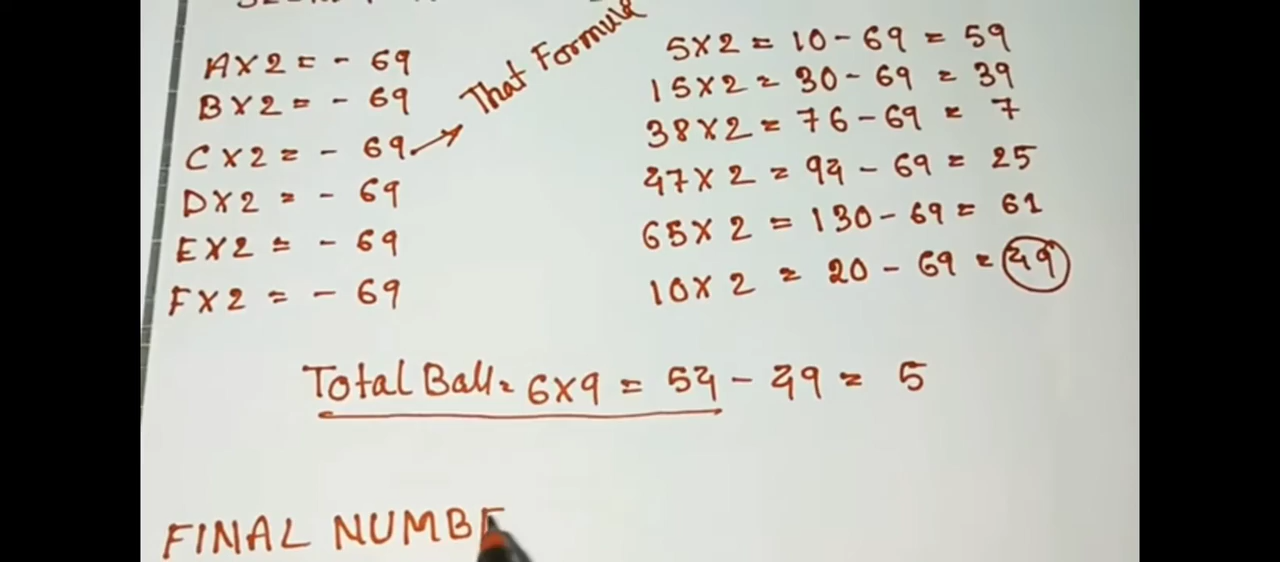 A X 2 = - 69
B X 2 = - 69
C X 2 = - 69 → That Formula
D X 2 = - 69
E X 2 = - 69
F X 2 = - 69
5 X 2 = 10 - 69 = 59
15 X 2 = 30 - 69 = 39
38 X 2 = 76 - 69 = 7
47 X 2 = 94 - 69 = 25
65 X 2 = 130 - 69 = 61
10 X 2 = 20 - 69 = 49
Total Ball = 6 X 9 = 54 - 49 = 5
FINAL NUMBE